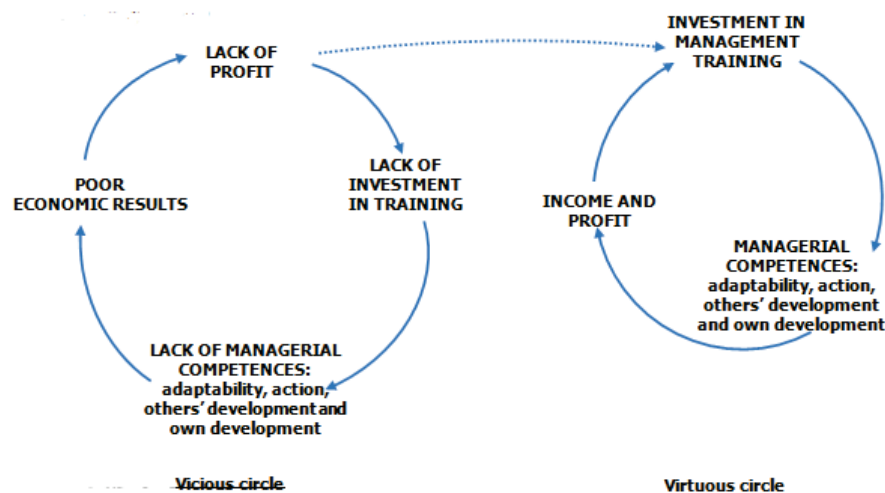 LACK OF
PROFIT
LACK OF
INVESTMENT
IN TRAINING
LACK OF MANAGERIAL
COMPETENCES:
adaptability, action,
others’ development and
own development
POOR
ECONOMIC RESULTS
Vicious circle
INVESTMENT IN
MANAGEMENT
TRAINING
MANAGERIAL
COMPETENCES:
adaptability, action,
others’ development
and own development
INCOME AND
PROFIT
Virtuous circle